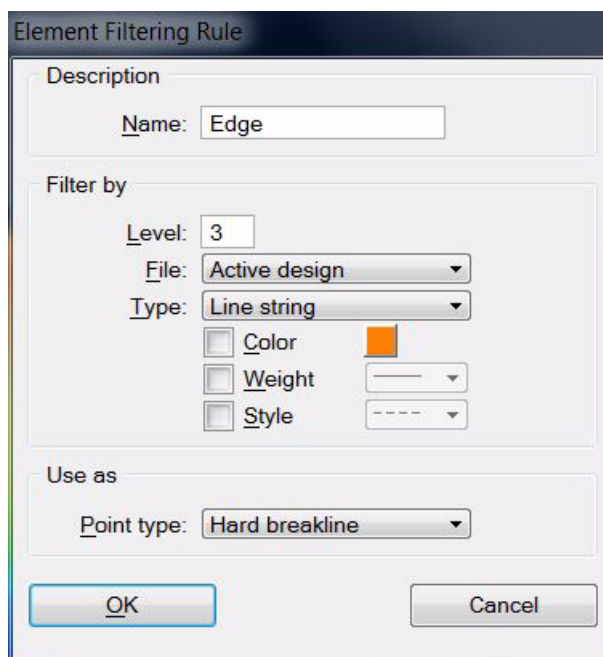 Element Filtering Rule
Description
Name: Edge
Filter by
Level: 3
File: Active design
Type: Line string
Color
Weight
Style
Use as
Point type: Hard breakline
OK Cancel